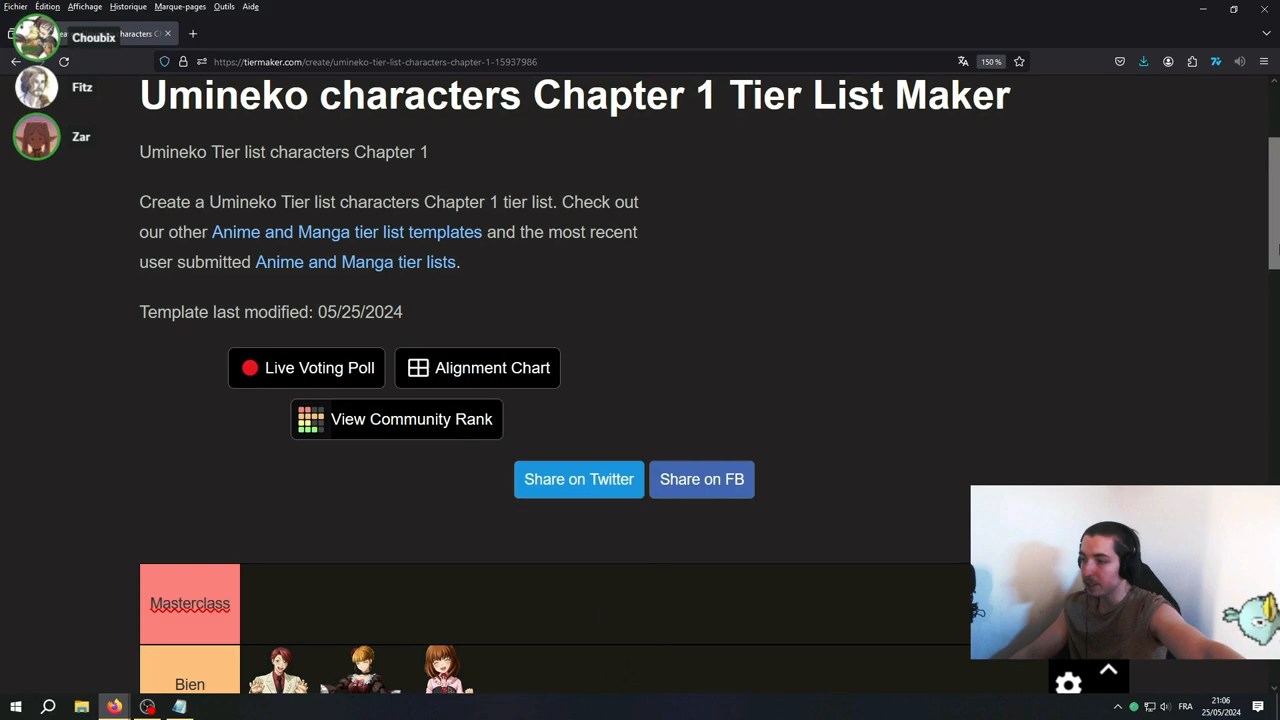 Fichier Édition Affichage Historique Marque-pages Outils Aide
Choubix
Fitz
Zar
https://tiermaker.com/create/umineko-tier-list-characters-chapter-1-15937986
150 %
Umineko characters Chapter 1 Tier List Maker
Umineko Tier list characters Chapter 1
Create a Umineko Tier list characters Chapter 1 tier list. Check out
our other Anime and Manga tier list templates and the most recent
user submitted Anime and Manga tier lists.
Template last modified: 05/25/2024
Live Voting Poll
Alignment Chart
View Community Rank
Share on Twitter
Share on FB
Masterclass
Bien
FRA
21:06
25/05/2024